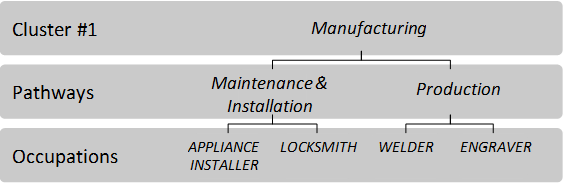 Cluster #1 Manufacturing
Pathways Maintenance & Installation Production
Occupations APPLIANCE INSTALLER LOCKSMITH WELDER ENGRAVER